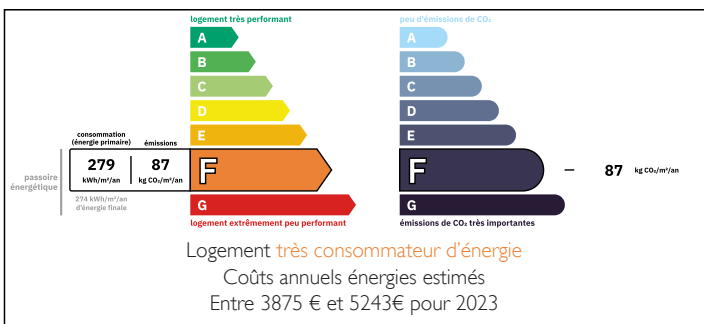 logement très performant
A
B
C
D
E
consommation
(énergie primaire)
émissions
passoire
énergétique
279
kWh/m²/an
87
kg CO₂/m²/an
F
274 kWh/m²/an
d'énergie finale
G
logement extrêmement peu performant
peu d'émissions de CO₂
A
B
C
D
E
F
87 kg CO₂/m²/an
G
émissions de CO₂ très importantes
Logement très consommateur d'énergie
Coûts annuels énergies estimés
Entre 3875 € et 5243€ pour 2023